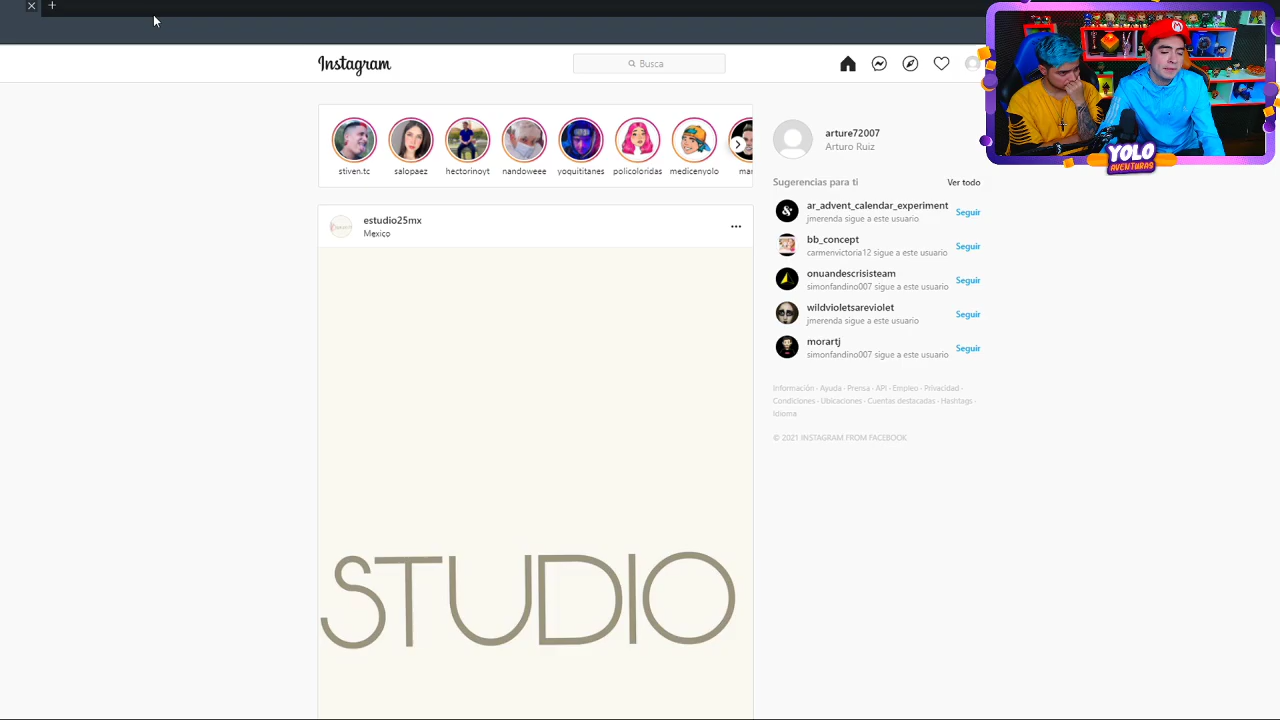 Instagram
Busca
stiven.tc
salopaez
hectorinoyt
nandoweee
yoquititanes
policoloridas
medicenyolo
mar
estudio25mx
Mexico
STUDIO
arture72007
Arturo Ruiz
Sugerencias para ti
Ver todo
ar_advent_calendar_experiment
jmerenda sigue a este usuario
Seguir
bb_concept
carmenvictoria12 sigue a este usuario
Seguir
onuandescrisisteam
simonfandino007 sigue a este usuario
Seguir
wildvioletsareviolet
jmerenda sigue a este usuario
Seguir
morartj
simonfandino007 sigue a este usuario
Seguir
Información · Ayuda · Prensa · API · Empleo · Privacidad ·
Condiciones · Ubicaciones · Cuentas destacadas · Hashtags ·
Idioma
© 2021 INSTAGRAM FROM FACEBOOK
YOLO
AVENTURAS